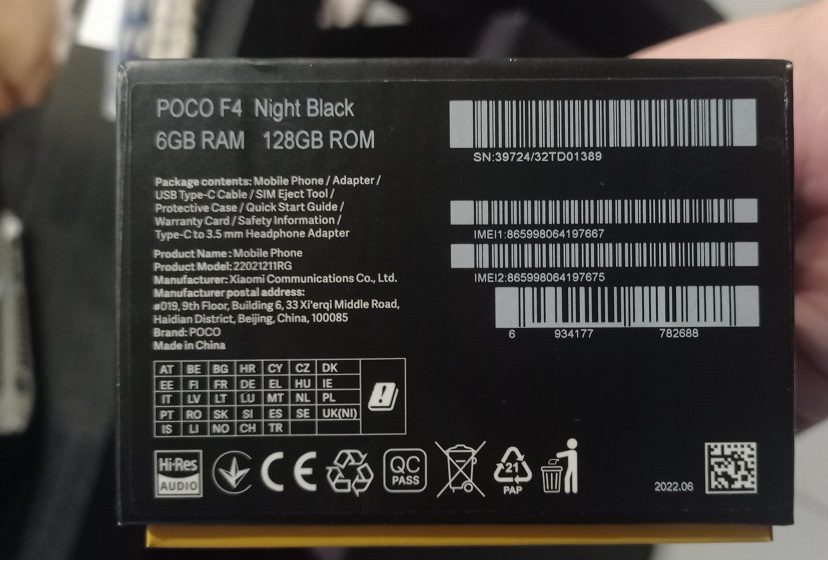 POCO F4 Night Black
6GB RAM 128GB ROM
Package contents: Mobile Phone / Adapter /
USB Type-C Cable / SIM Eject Tool /
Protective Case / Quick Start Guide /
Warranty Card / Safety Information /
Type-C to 3.5 mm Headphone Adapter
Product Name: Mobile Phone
Product Model: 22021211RG
Manufacturer: Xiaomi Communications Co., Ltd.
Manufacturer postal address:
#019, 9th Floor, Building 6, 33 Xi'erqi Middle Road,
Haidian District, Beijing, China, 100085
Brand: POCO
Made in China
SN:39724/32TD01389
IMEI1:865998064197667
IMEI2:865998064197675
6 934177 782688
AT BE BG HR CY CZ DK
EE FI FR DE EL HU IE
IT LV LT LU MT NL PL
PT RO SK SI ES SE UK(NI)
IS LI NO CH TR
Hi-Res
AUDIO
CE
QC
PASS
21
PAP
2022.06